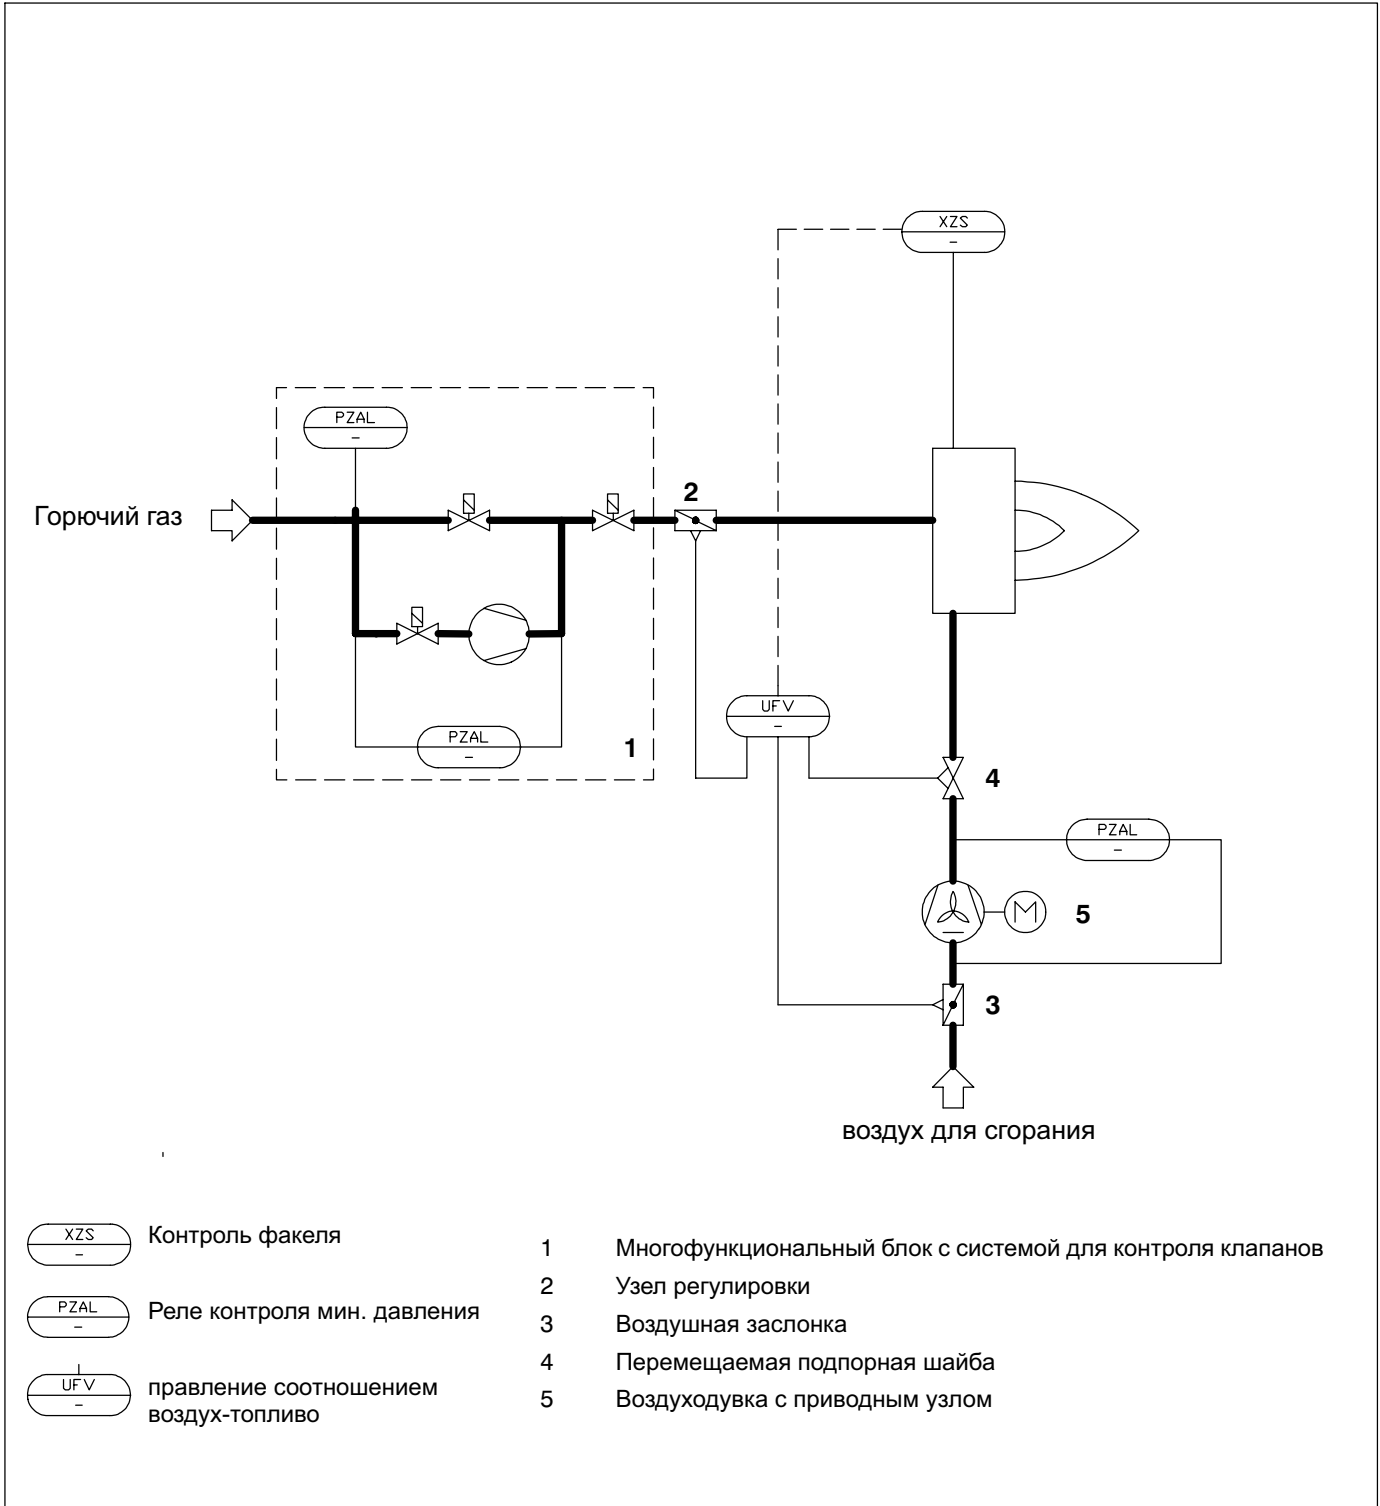 XZS
–
PZAL
–
Горючий газ
2
UFV
–
PZAL
–
1
4
PZAL
–
M
5
3
воздух для сгорания
XZS
–
Контроль факеля
PZAL
–
Реле контроля мин. давления
UFV
–
правление соотношением
воздух-топливо
1 Многофункциональный блок с системой для контроля клапанов
2 Узел регулировки
3 Воздушная заслонка
4 Перемещаемая подпорная шайба
5 Воздуходувка с приводным узлом